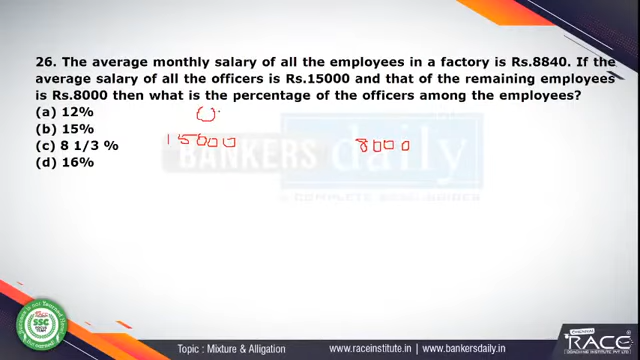 26. The average monthly salary of all the employees in a factory is Rs.8840. If the
average salary of all the officers is Rs.15000 and that of the remaining employees
is Rs.8000 then what is the percentage of the officers among the employees?
(a) 12%
(b) 15%
(c) 8 1/3 %
(d) 16%
O
15000 8000
BANKERS daily
SSC
Topic : Mixture & Alligation www.raceinstitute.in www.bankersdaily.in
RACE